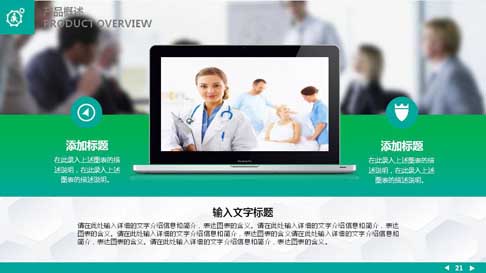 产品概述
PRODUCT OVERVIEW
添加标题
在此录入上述图表的描
述说明，在此录入上述
图表的描述说明。
添加标题
在此录入上述图表的描
述说明，在此录入上述
图表的描述说明。
输入文字标题
请在此处输入详细的文字介绍信息和简介，表达图表的含义。请在此处输入详细的文字介绍信息和简介，表
达图表的含义。请在此处输入详细的文字介绍信息和简介，表达图表的含义请在此处输入详细的文字介绍信息和
简介，表达图表的含义。请在此处输入详细的文字介绍信息和简介，表达图表的含义。
21